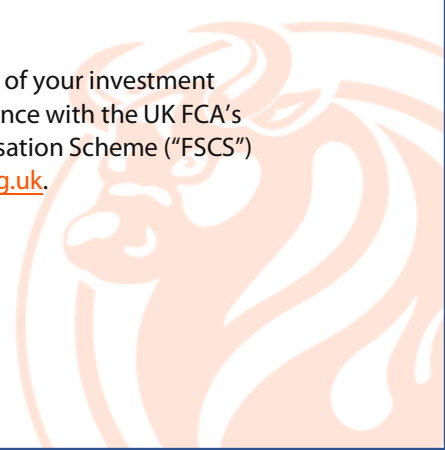 of your investment
nce with the UK FCA’s
sation Scheme (“FSCS”)
g.uk.